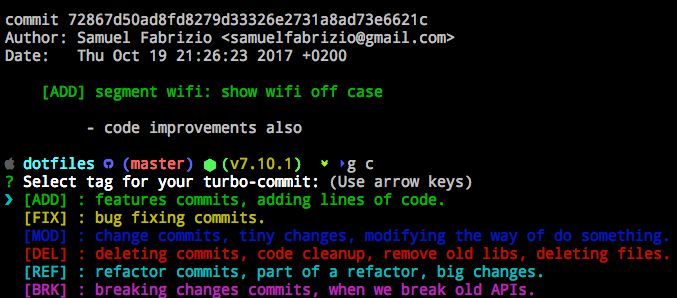 commit 72867d50ad8fd8279d33326e2731a8ad73e6621c
Author: Samuel Fabrizio <samuelfabrizio@gmail.com>
Date:   Thu Oct 19 21:26:23 2017 +0200
[ADD] segment wifi: show wifi off case
- code improvements also
dotfiles (master) (v7.10.1) g c
? Select tag for your turbo-commit: (Use arrow keys)
❯ [ADD] : features commits, adding lines of code.
[FIX] : bug fixing commits.
[MOD] : change commits, tiny changes, modifying the way of do something.
[DEL] : deleting commits, code cleanup, remove old libs, deleting files.
[REF] : refactor commits, part of a refactor, big changes.
[BRK] : breaking changes commits, when we break old APIs.